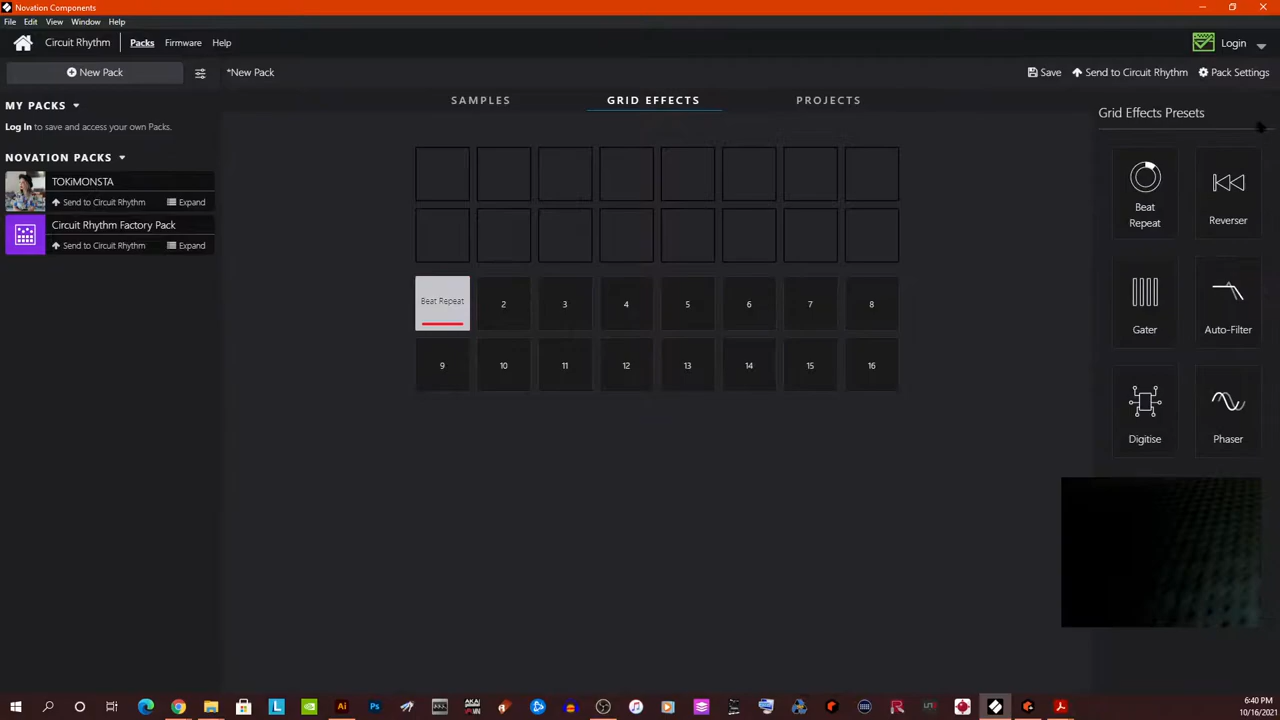 Novation Components
File Edit View Window Help
Circuit Rhythm Packs Firmware Help Login
New Pack *New Pack Save Send to Circuit Rhythm Pack Settings
SAMPLES GRID EFFECTS PROJECTS
MY PACKS
Log In to save and access your own Packs.
NOVATION PACKS
TOKiMONSTA
Send to Circuit Rhythm Expand
Circuit Rhythm Factory Pack
Send to Circuit Rhythm Expand
Beat Repeat 2 3 4 5 6 7 8
9 10 11 12 13 14 15 16
Grid Effects Presets
Beat
Repeat
Reverser
Gater Auto-Filter
Digitise Phaser
6:40 PM
10/16/2021